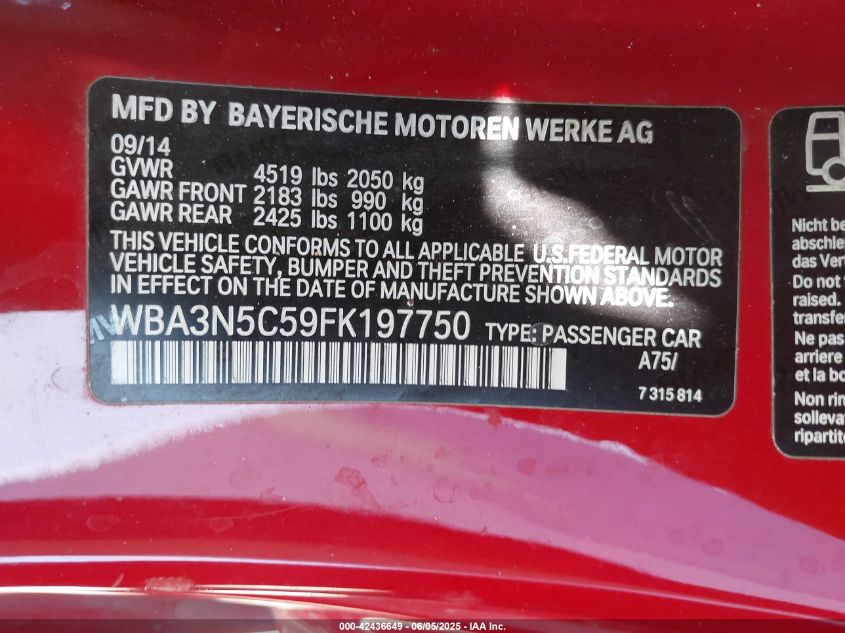 MFD BY BAYERISCHE MOTOREN WERKE AG
09/14
GVWR 4519 lbs 2050 kg
GAWR FRONT 2183 lbs 990 kg
GAWR REAR 2425 lbs 1100 kg
THIS VEHICLE CONFORMS TO ALL APPLICABLE U.S.FEDERAL MOTOR
VEHICLE SAFETY, BUMPER AND THEFT PREVENTION STANDARDS
IN EFFECT ON THE DATE OF MANUFACTURE SHOWN ABOVE.
WBA3N5C59FK197750 TYPE: PASSENGER CAR
A75/
7 315 814
Nicht be
abschle
das Vert
Do not
raised.
Ne pas
arriere
et la bo
Non rin
sollevat
ripartito
000-42436649 | 06/05/2025 - IAA Inc.